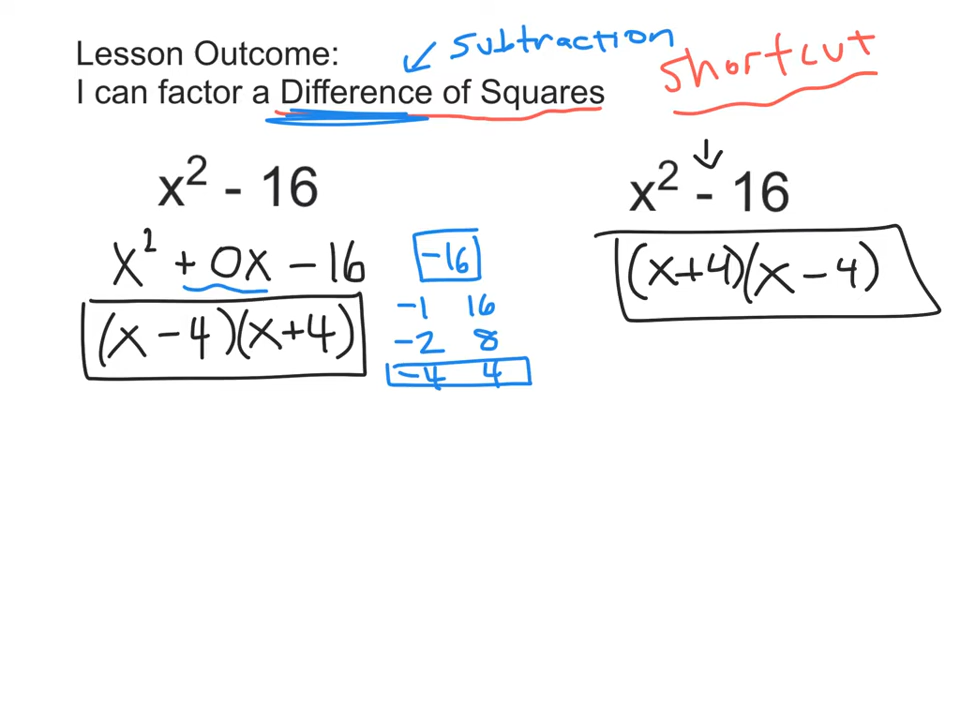 Lesson Outcome:
subtraction
shortcut
I can factor a Difference of Squares
x² - 16
x² + 0x - 16
(x - 4)(x + 4)
-16
-1 16
-2 8
-4 4
x² - 16
(x+4)(x - 4)